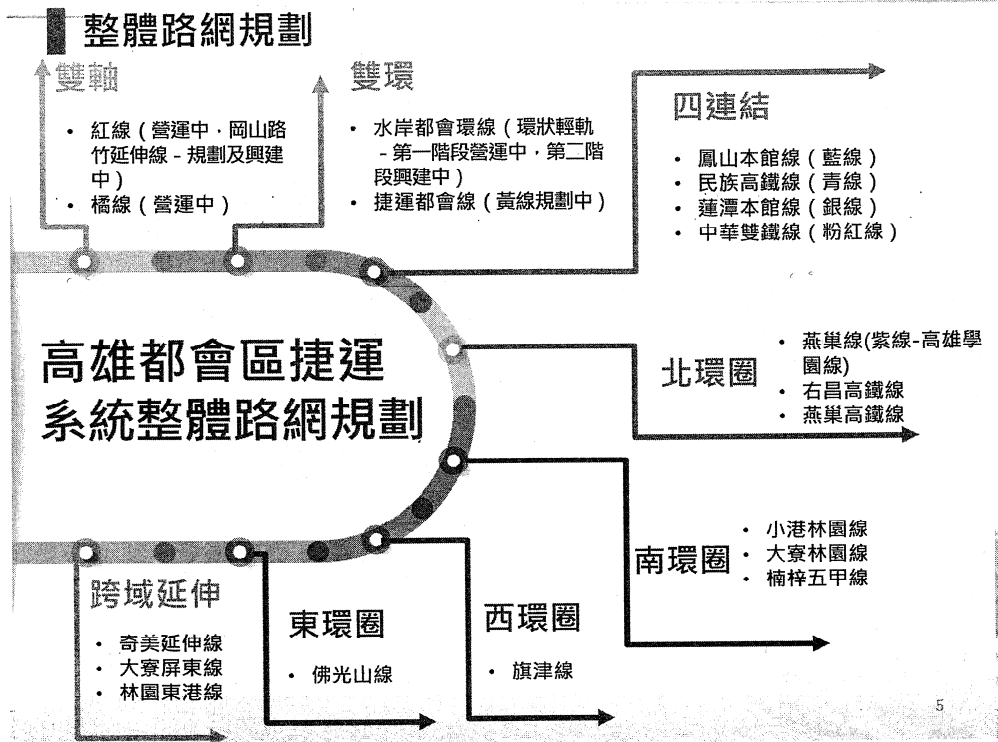 整體路網規劃
雙軸
• 紅線(營運中，岡山路
竹延伸線－規劃及興建
中)
• 橘線(營運中)
雙環
• 水岸都會環線(環狀輕軌
－第一階段營運中，第二階
段興建中)
• 捷運都會線(黃線規劃中)
四連結
• 鳳山本館線(藍線)
• 民族高鐵線(青線)
• 蓮潭本館線(銀線)
• 中華雙鐵線(粉紅線)
高雄都會區捷運
系統整體路網規劃
北環圈
• 燕巢線(紫線-高雄學
園線)
• 右昌高鐵線
• 燕巢高鐵線
南環圈
• 小港林園線
• 大寮林園線
• 楠梓五甲線
西環圈
• 旗津線
東環圈
• 佛光山線
跨域延伸
• 奇美延伸線
• 大寮屏東線
• 林園東港線
5